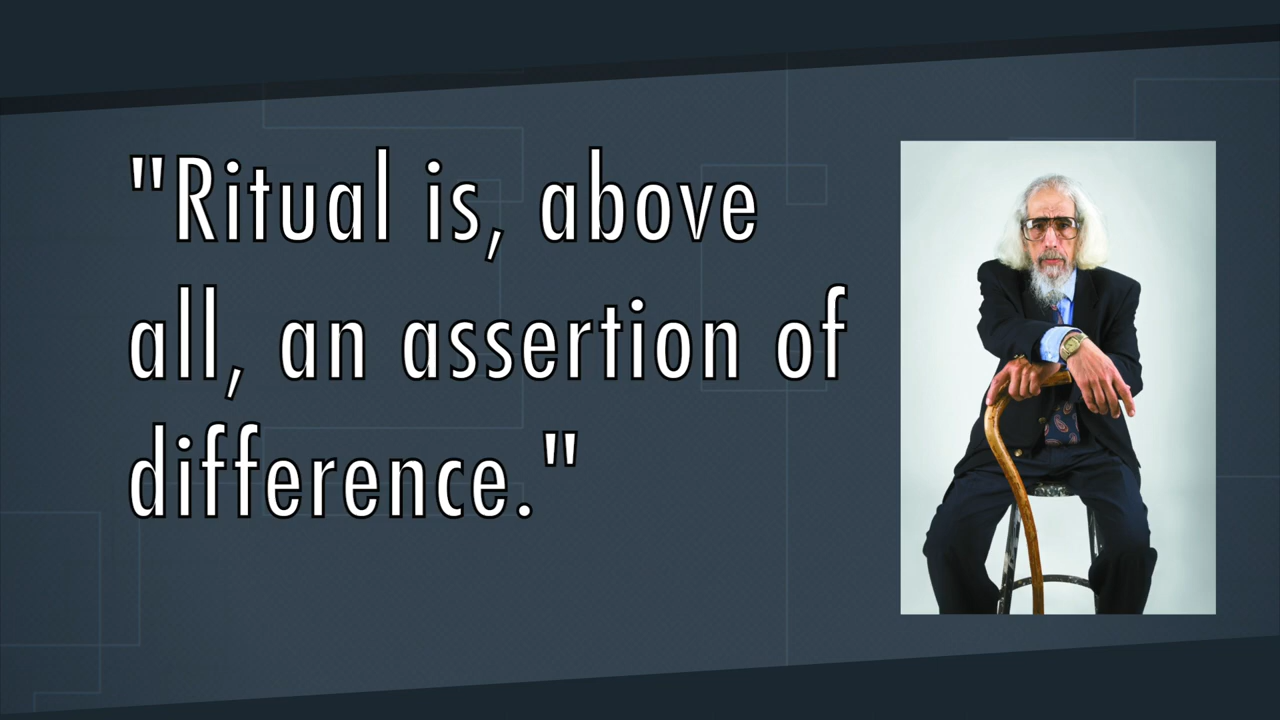 "Ritual is, above
all, an assertion of
difference."